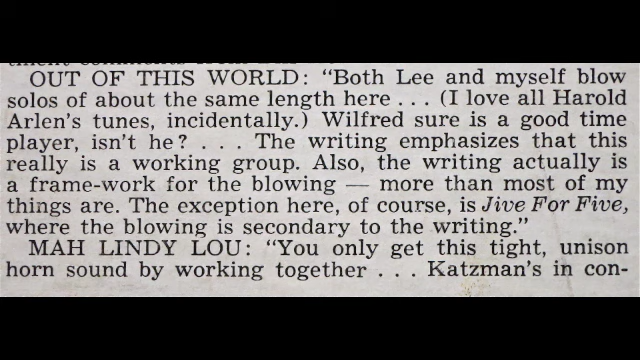 OUT OF THIS WORLD: “Both Lee and myself blow
solos of about the same length here . . . (I love all Harold
Arlen's tunes, incidentally.) Wilfred sure is a good time
player, isn't he? . . . The writing emphasizes that this
really is a working group. Also, the writing actually is
a frame-work for the blowing — more than most of my
things are. The exception here, of course, is Jive For Five,
where the blowing is secondary to the writing.”
MAH LINDY LOU: “You only get this tight, unison
horn sound by working together . . . Katzman's in con-